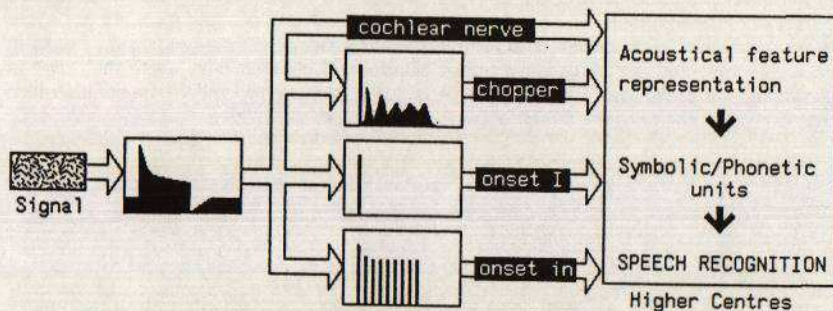 cochlear nerve
chopper
onset I
onset in
Signal
Acoustical feature
representation
Symbolic/Phonetic
units
SPEECH RECOGNITION
Higher Centres